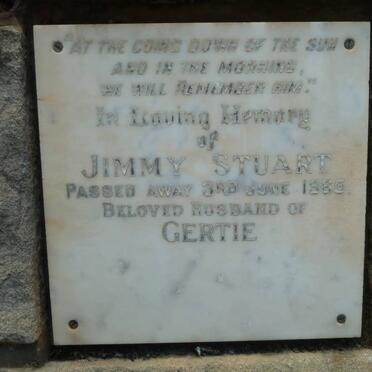 "At the going down of the sun
and in the morning,
we will remember him."
In Loving Memory
of
JIMMY STUART
PASSED AWAY 3RD JUNE
BELOVED HUSBAND OF
GERTIE